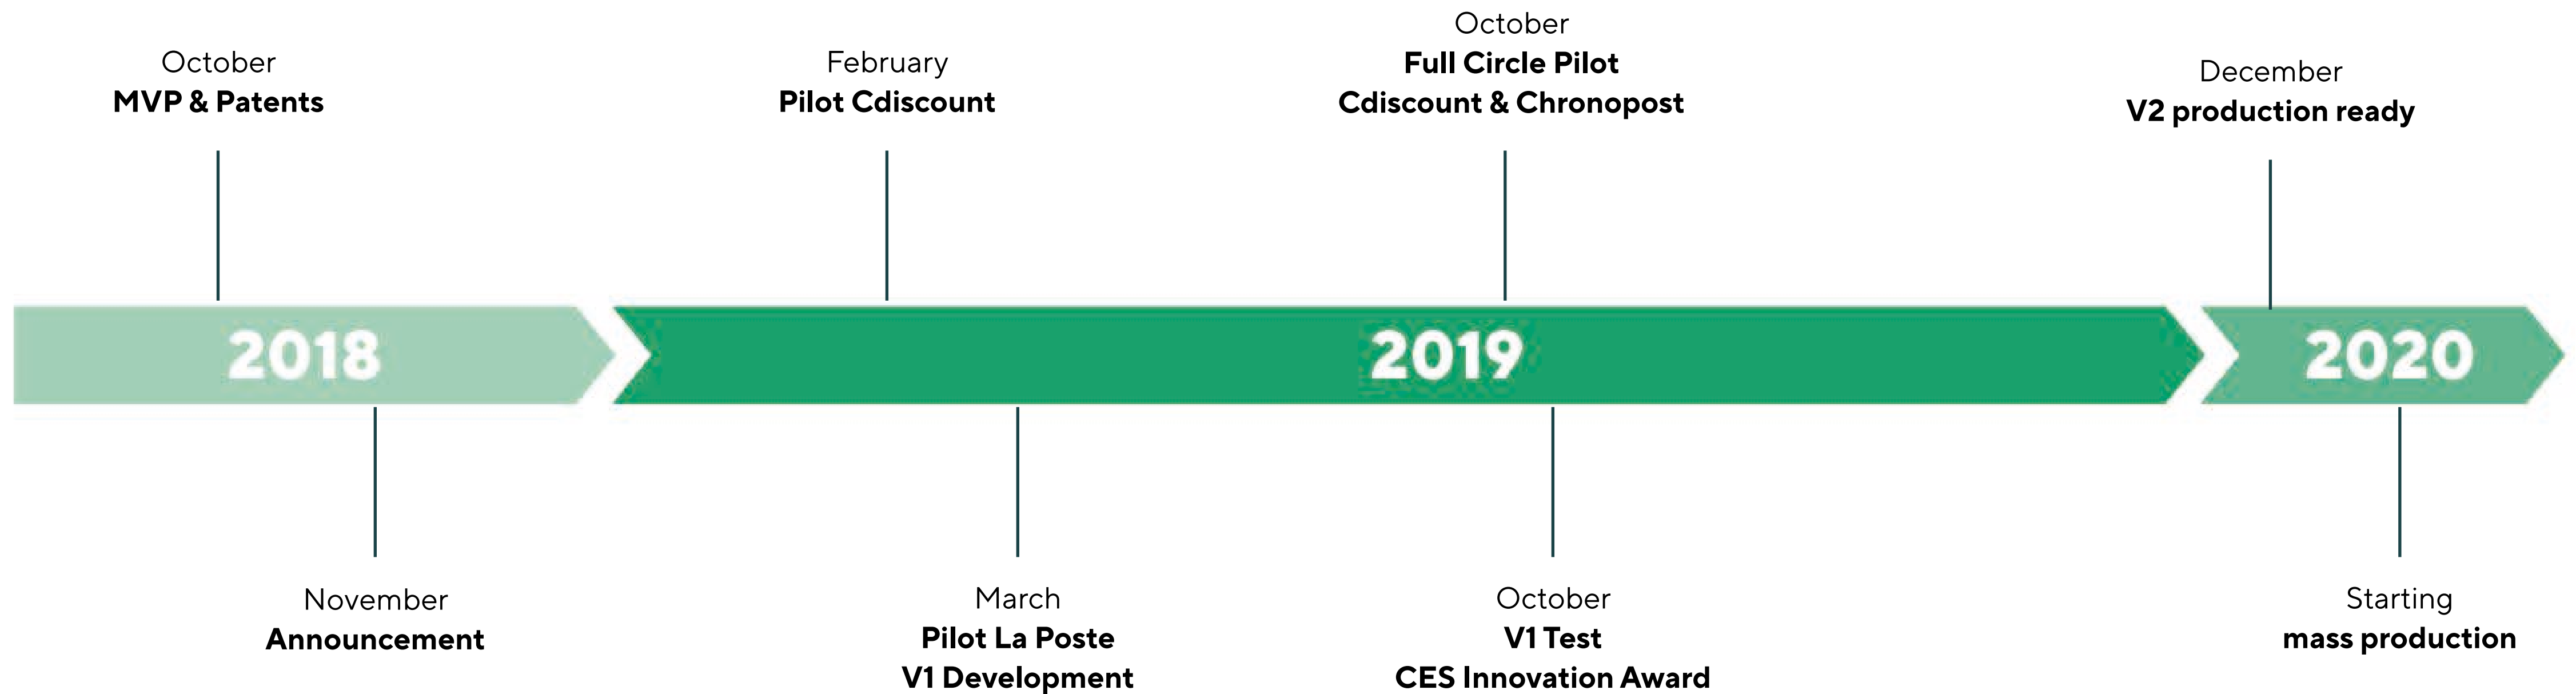 October
MVP & Patents
February
Pilot Cdiscount
October
Full Circle Pilot
Cdiscount & Chronopost
December
V2 production ready
2018
2019
2020
November
Announcement
March
Pilot La Poste
V1 Development
October
V1 Test
CES Innovation Award
Starting
mass production